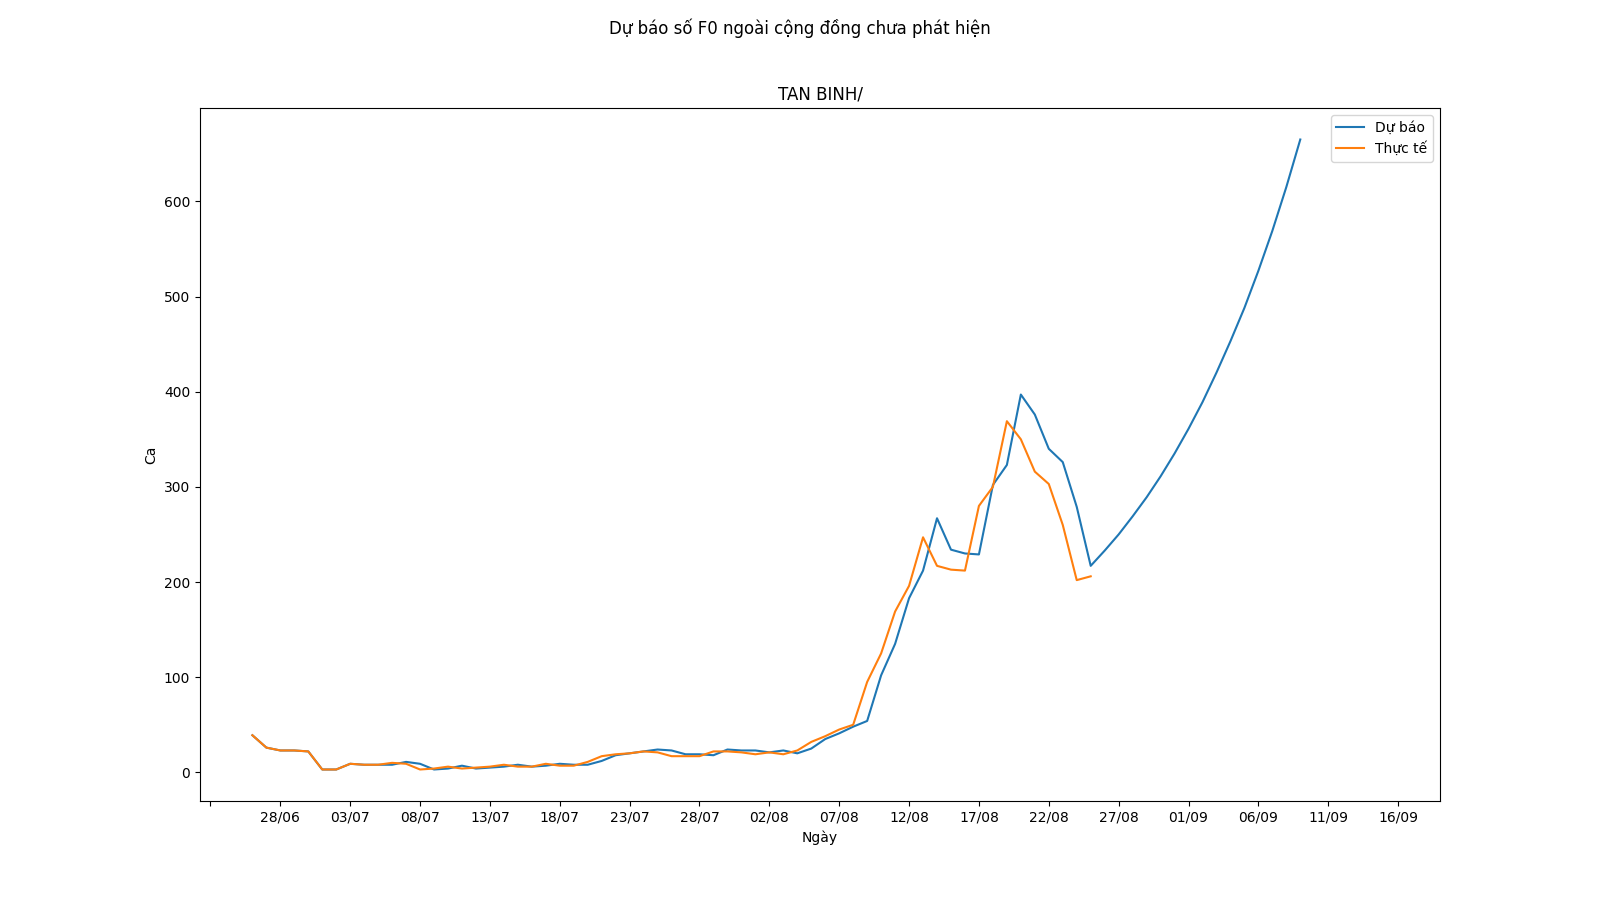 Dự báo số F0 ngoài cộng đồng chưa phát hiện
TAN BINH/
Dự báo
Thực tế
600
500
400
300
200
100
0
Ca
28/06 03/07 08/07 13/07 18/07 23/07 28/07 02/08 07/08 12/08 17/08 22/08 27/08 01/09 06/09 11/09 16/09
Ngày